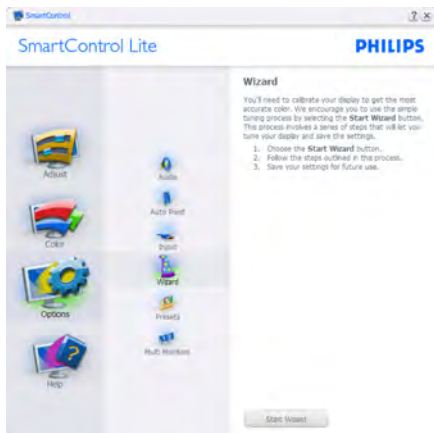 SmartControl
? x
SmartControl Lite
PHILIPS
Adjust
Color
Options
Help
Audio
Auto Pivot
Input
Wizard
Presets
Multi Monitors
Wizard
You'll need to calibrate your display to get the most
accurate color. We encourage you to use the simple
tuning process by selecting the Start Wizard button.
This process involves a series of steps that will let you
tune your display and save the settings.
1. Choose the Start Wizard button.
2. Follow the steps outlined in this process.
3. Save your settings for future use.
Start Wizard